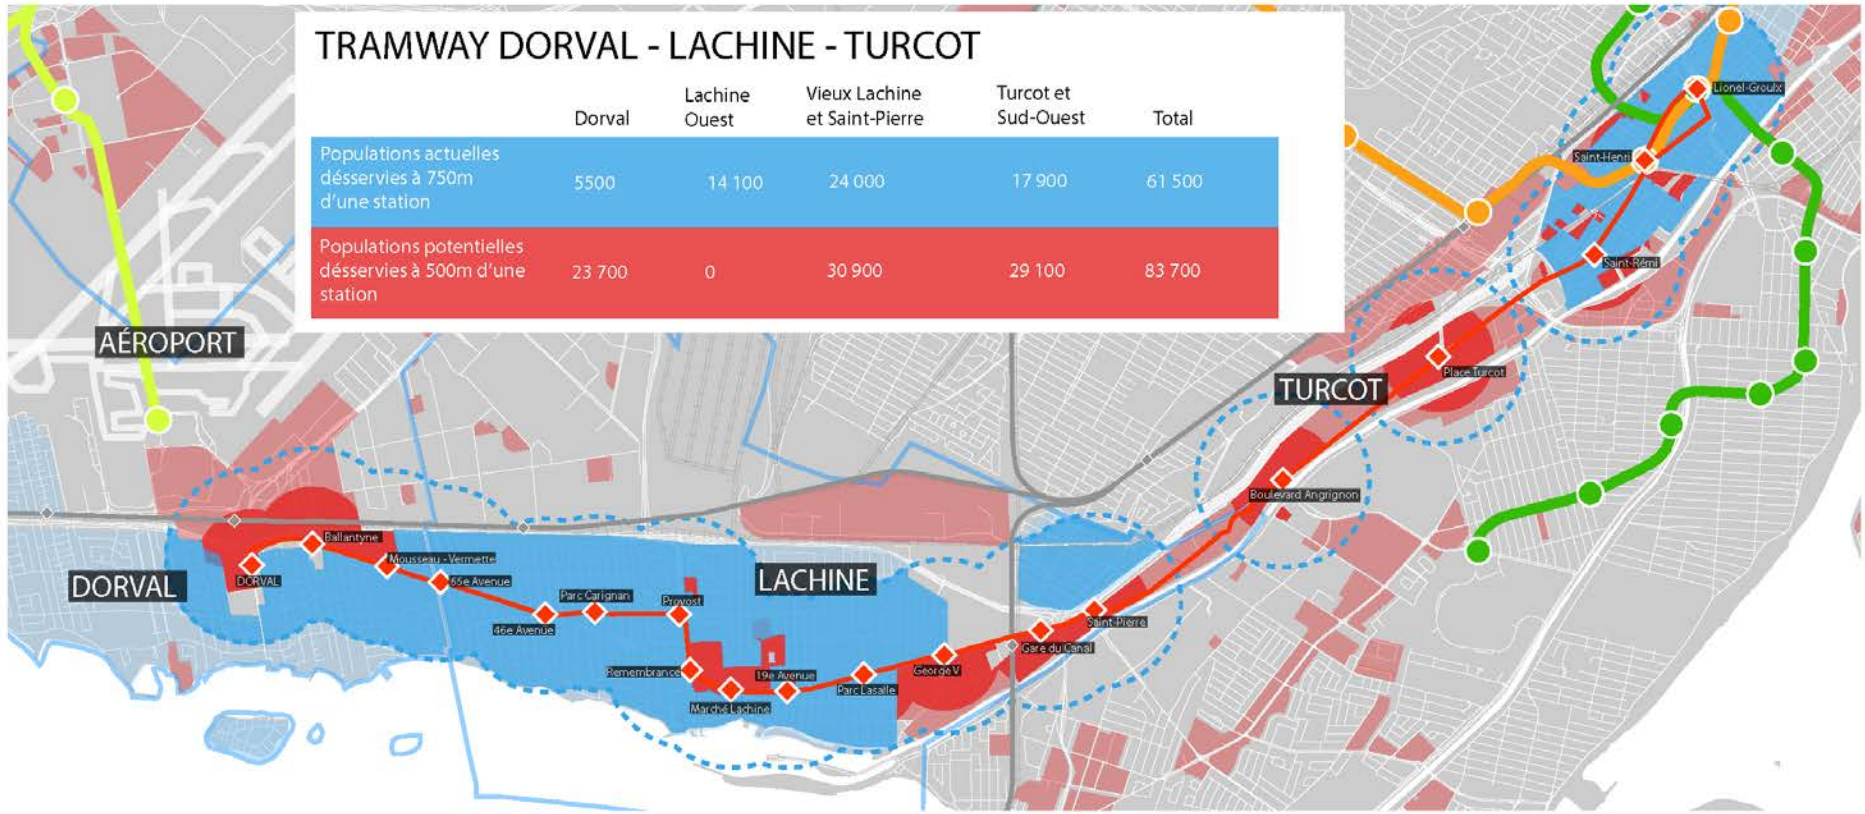 TRAMWAY DORVAL - LACHINE - TURCOT
Dorval
Lachine
Ouest
Vieux Lachine
et Saint-Pierre
Turcot et
Sud-Ouest
Total
Populations actuelles
désservies à 750m
d'une station
5500
14 100
24 000
17 900
61 500
Populations potentielles
désservies à 500m d'une
station
23 700
0
30 900
29 100
83 700
Lionel-Groulx
Saint-Henri
Saint-Rémi
AÉROPORT
Place Turcot
TURCOT
Boulevard Angrignon
Ballantyne
Mousseau - Vermette
DORVAL
DORVAL
55e Avenue
LACHINE
Parc Carignan
Provost
46e Avenue
Saint-Pierre
Gare du Canal
Remembrance
19e Avenue
George V
Parc Lasalle
Marché Lachine